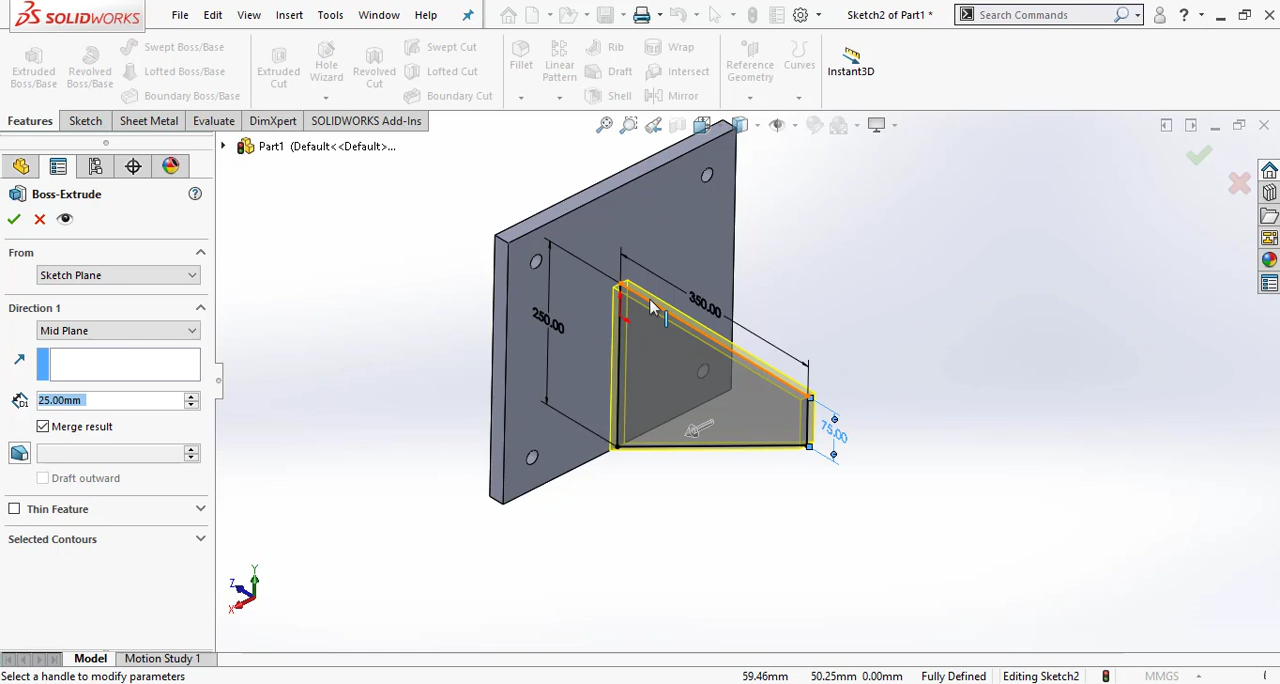 SOLIDWORKS File Edit View Insert Tools Window Help Sketch2 of Part1 * Search Commands ?
Extruded Boss/Base
Revolved Boss/Base
Swept Boss/Base
Lofted Boss/Base
Boundary Boss/Base
Extruded Cut
Hole Wizard
Revolved Cut
Swept Cut
Lofted Cut
Boundary Cut
Fillet
Linear Pattern
Rib
Draft
Shell
Wrap
Intersect
Mirror
Reference Geometry
Curves
Instant3D
Features Sketch Sheet Metal Evaluate DimXpert SOLIDWORKS Add-Ins
Part1 (Default<<Default>...
Boss-Extrude ?
From
Sketch Plane
Direction 1
Mid Plane
D1 25.00mm
Merge result
Draft outward
Thin Feature
Selected Contours
250.00
350.00
75.00
Y
Z
X
Model Motion Study 1
Select a handle to modify parameters 59.46mm 50.25mm 0.00mm Fully Defined Editing Sketch2 MMGS